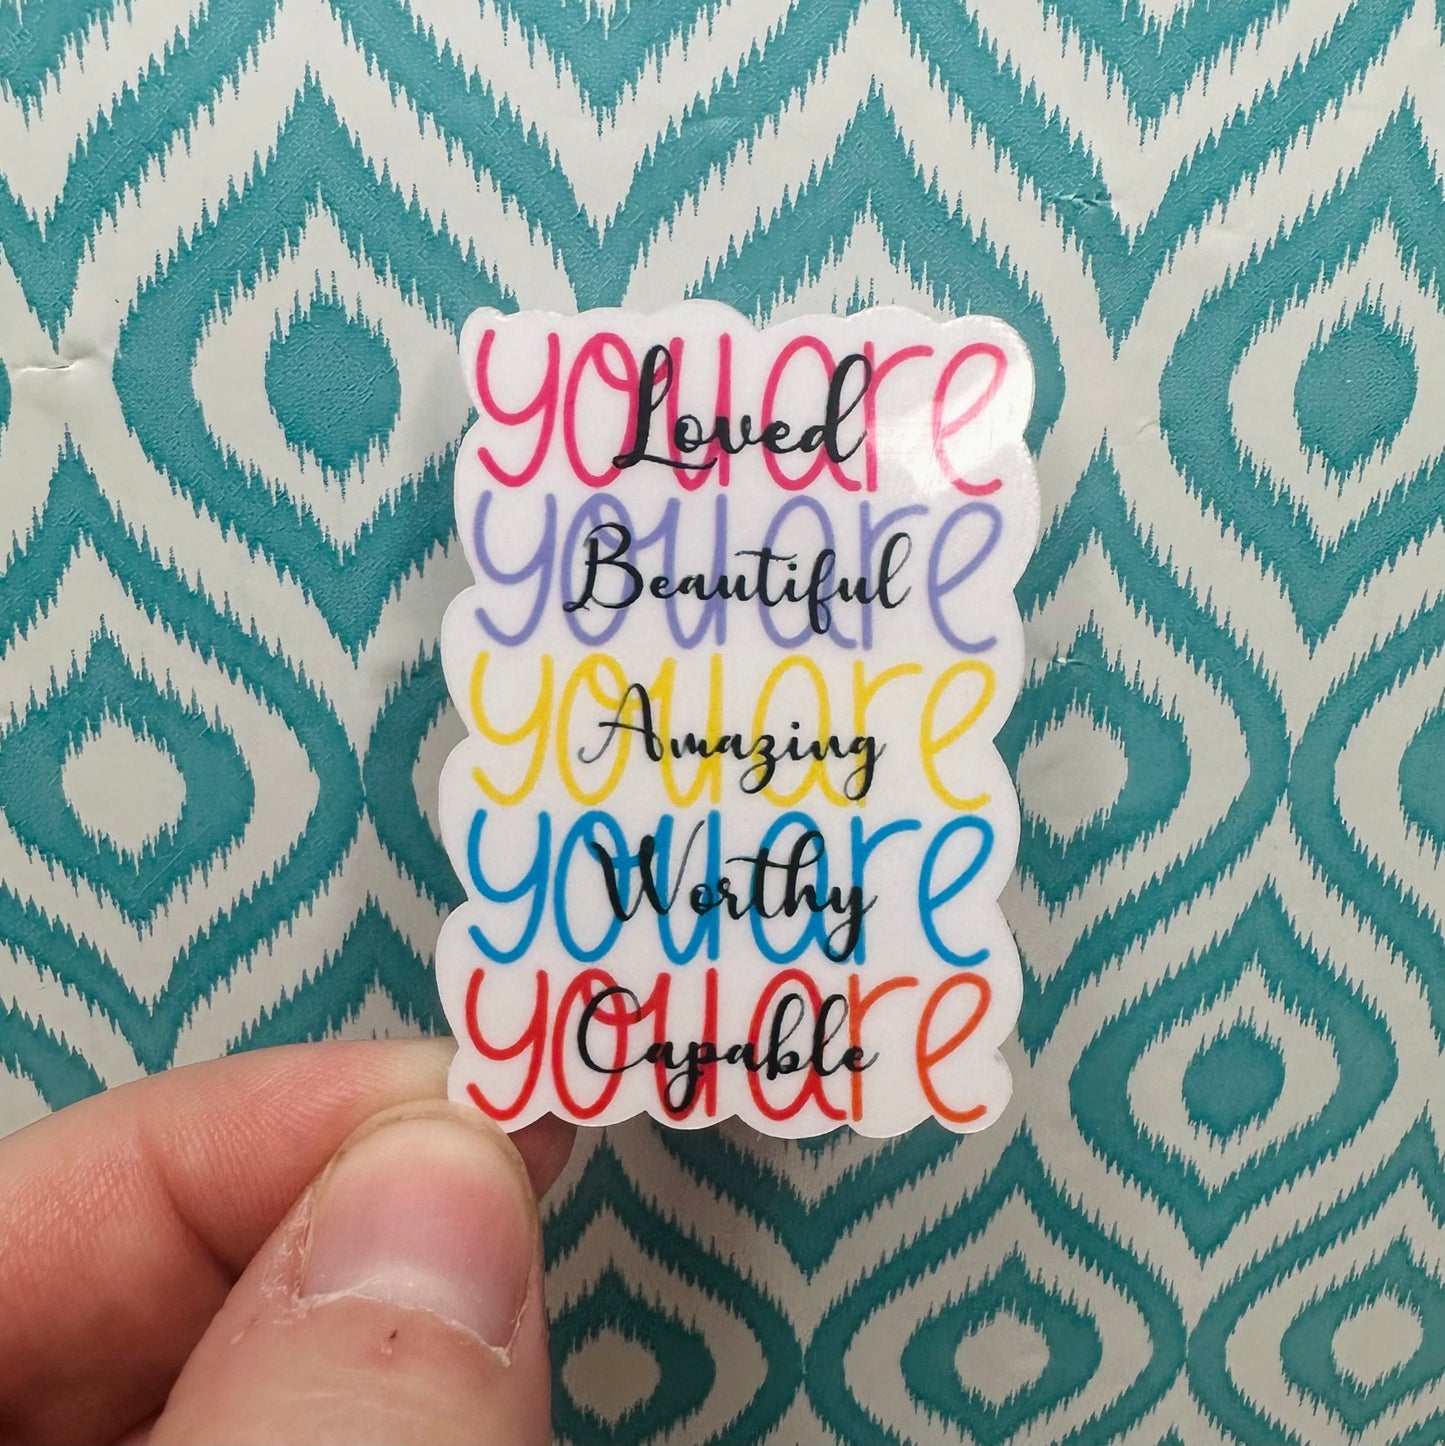 you are Loved
you are Beautiful
you are Amazing
you are Worthy
you are Capable